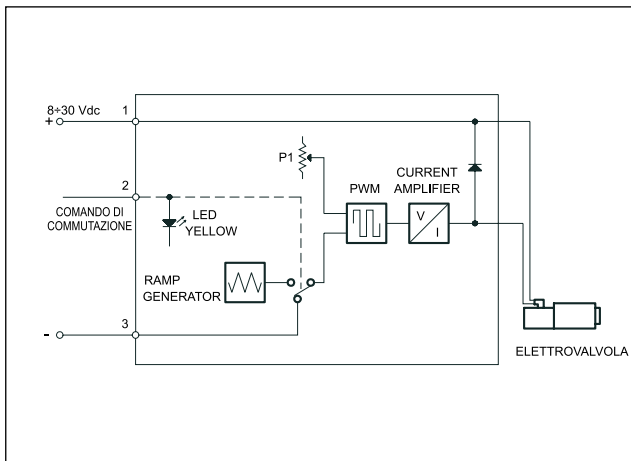 8÷30 Vdc
1
+
P1
CURRENT
AMPLIFIER
PWM
V
I
2
COMANDO DI
COMMUTAZIONE
LED
YELLOW
RAMP
GENERATOR
3
-
ELETTROVALVOLA